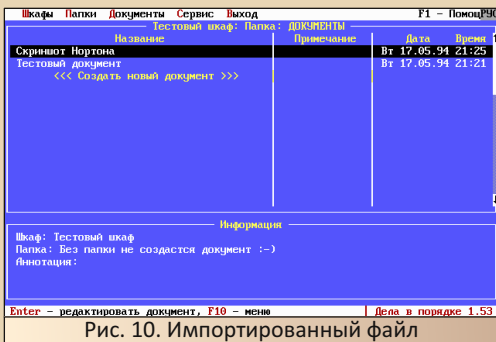 Шкафы Папки Документы Сервис Выход F1 - Помощ
Тестовый шкаф: Папка: ДОКУМЕНТЫ
Название Примечание Дата Время
Скриншот Нортона Вт 17.05.94 21:25
Тестовый документ Вт 17.05.94 21:21
<<< Создать новый документ >>>
Информация
Шкаф: Тестовый шкаф
Папка: Без папки не создастся документ :-)
Аннотация:
Enter - редактировать документ, F10 - меню Дела в порядке 1.53
Рис. 10. Импортированный файл